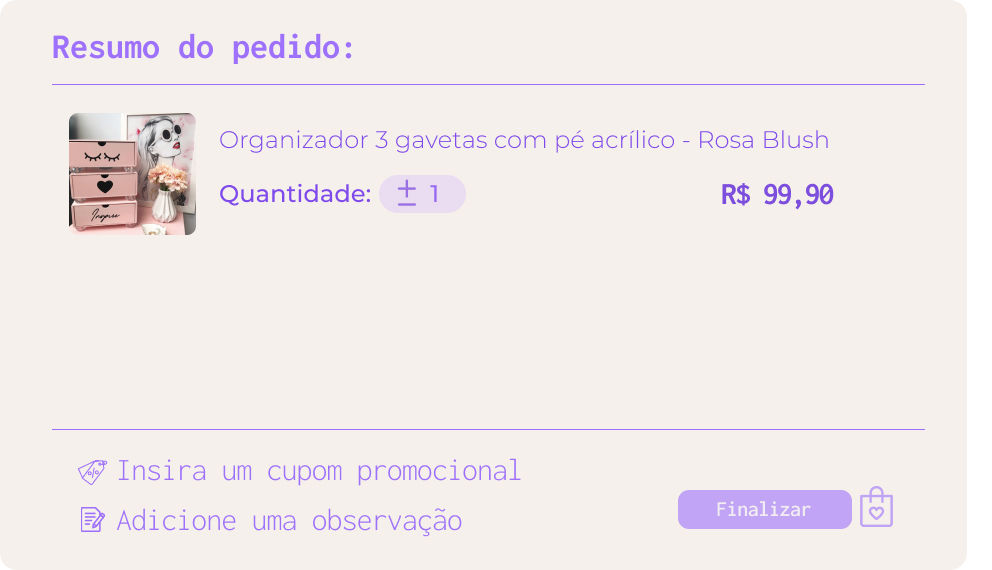 Resumo do pedido:
Organizador 3 gavetas com pé acrílico - Rosa Blush
Quantidade: ± 1
R$ 99,90
Inspire
Insira um cupom promocional
Adicione uma observação
Finalizar